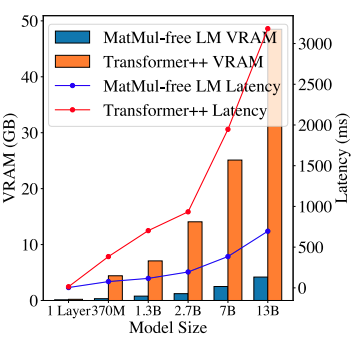 MatMul-free LM VRAM
Transformer++ VRAM
MatMul-free LM Latency
Transformer++ Latency
VRAM (GB)
50
40
30
20
10
0
Latency (ms)
3000
2500
2000
1500
1000
500
0
1 Layer 370M 1.3B 2.7B 7B 13B
Model Size